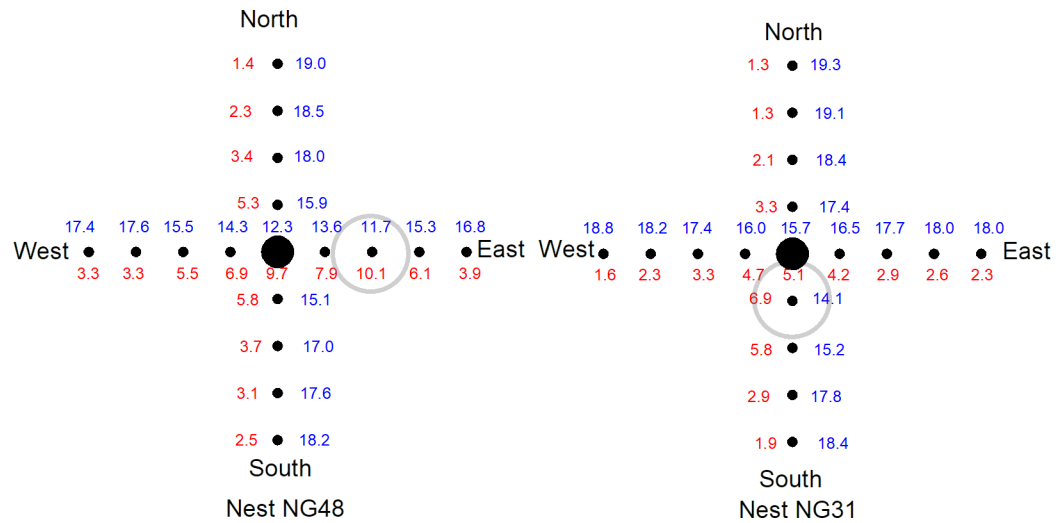 North
1.4 19.0
2.3 18.5
3.4 18.0
5.3 15.9
17.4 17.6 15.5 14.3 12.3 13.6 11.7 15.3 16.8
West East
3.3 3.3 5.5 6.9 9.7 7.9 10.1 6.1 3.9
5.8 15.1
3.7 17.0
3.1 17.6
2.5 18.2
South
Nest NG48
North
1.3 19.3
1.3 19.1
2.1 18.4
3.3 17.4
18.8 18.2 17.4 16.0 15.7 16.5 17.7 18.0 18.0
West East
1.6 2.3 3.3 4.7 5.1 4.2 2.9 2.6 2.3
6.9 14.1
5.8 15.2
2.9 17.8
1.9 18.4
South
Nest NG31